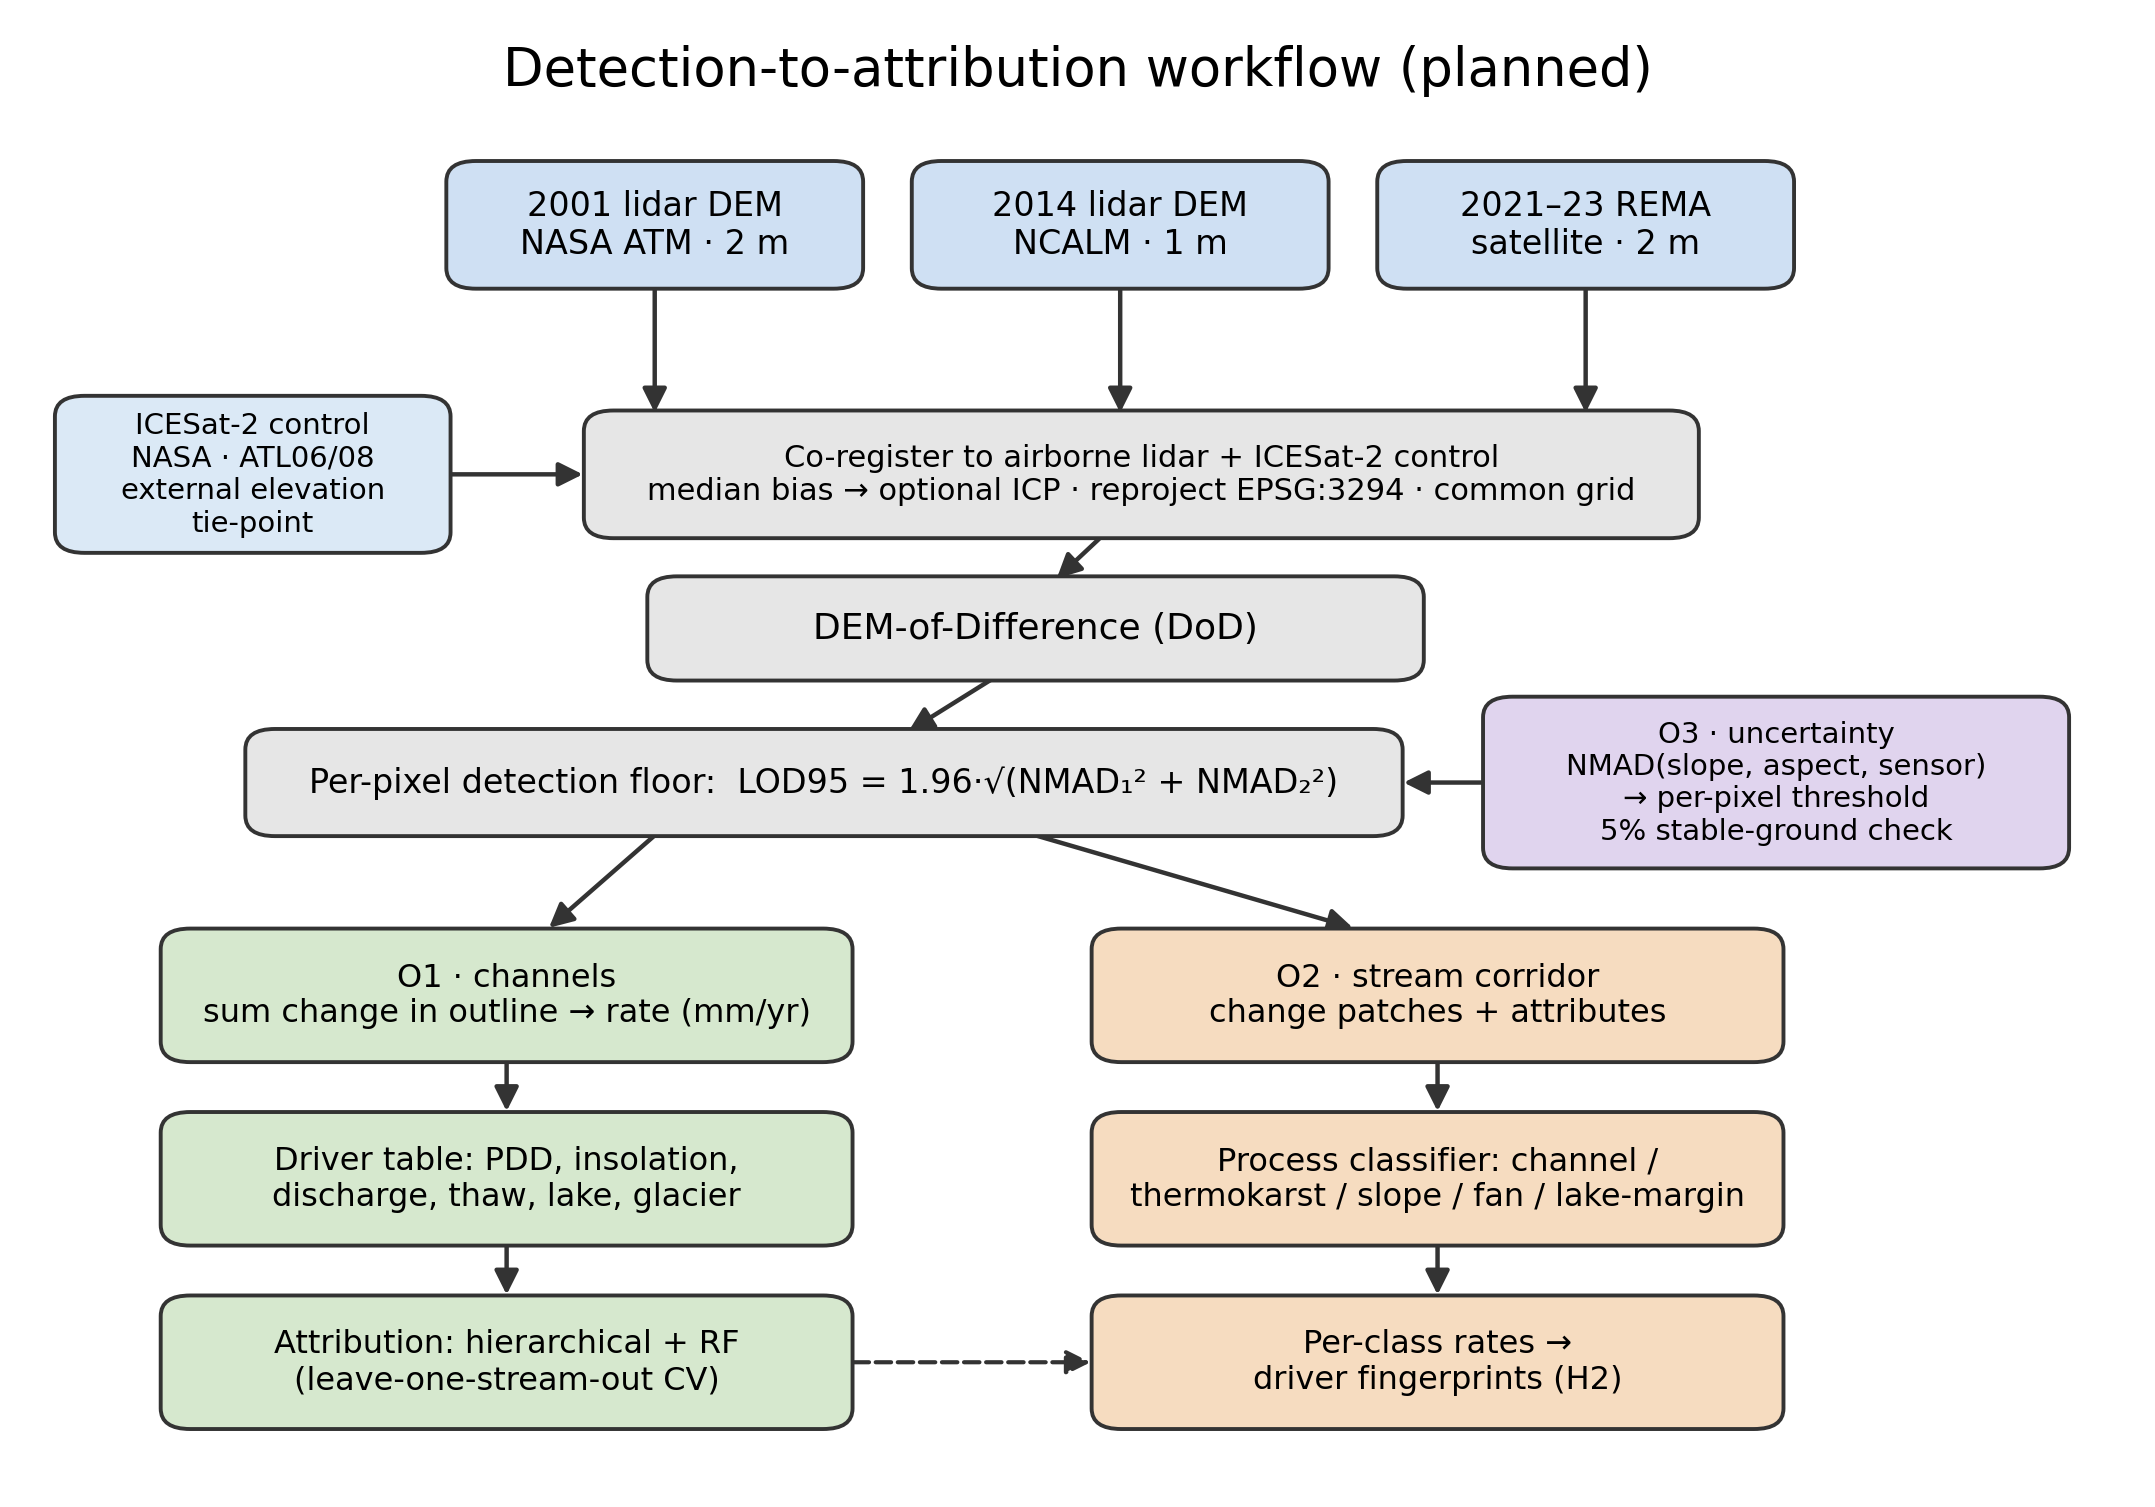 Detection-to-attribution workflow (planned)
2001 lidar DEM
NASA ATM · 2 m
2014 lidar DEM
NCALM · 1 m
2021–23 REMA
satellite · 2 m
ICESat-2 control
NASA · ATL06/08
external elevation
tie-point
Co-register to airborne lidar + ICESat-2 control
median bias → optional ICP · reproject EPSG:3294 · common grid
DEM-of-Difference (DoD)
Per-pixel detection floor:  LOD95 = 1.96·√(NMAD₁² + NMAD₂²)
O3 · uncertainty
NMAD(slope, aspect, sensor)
→ per-pixel threshold
5% stable-ground check
O1 · channels
sum change in outline → rate (mm/yr)
O2 · stream corridor
change patches + attributes
Driver table: PDD, insolation,
discharge, thaw, lake, glacier
Process classifier: channel /
thermokarst / slope / fan / lake-margin
Attribution: hierarchical + RF
(leave-one-stream-out CV)
Per-class rates →
driver fingerprints (H2)